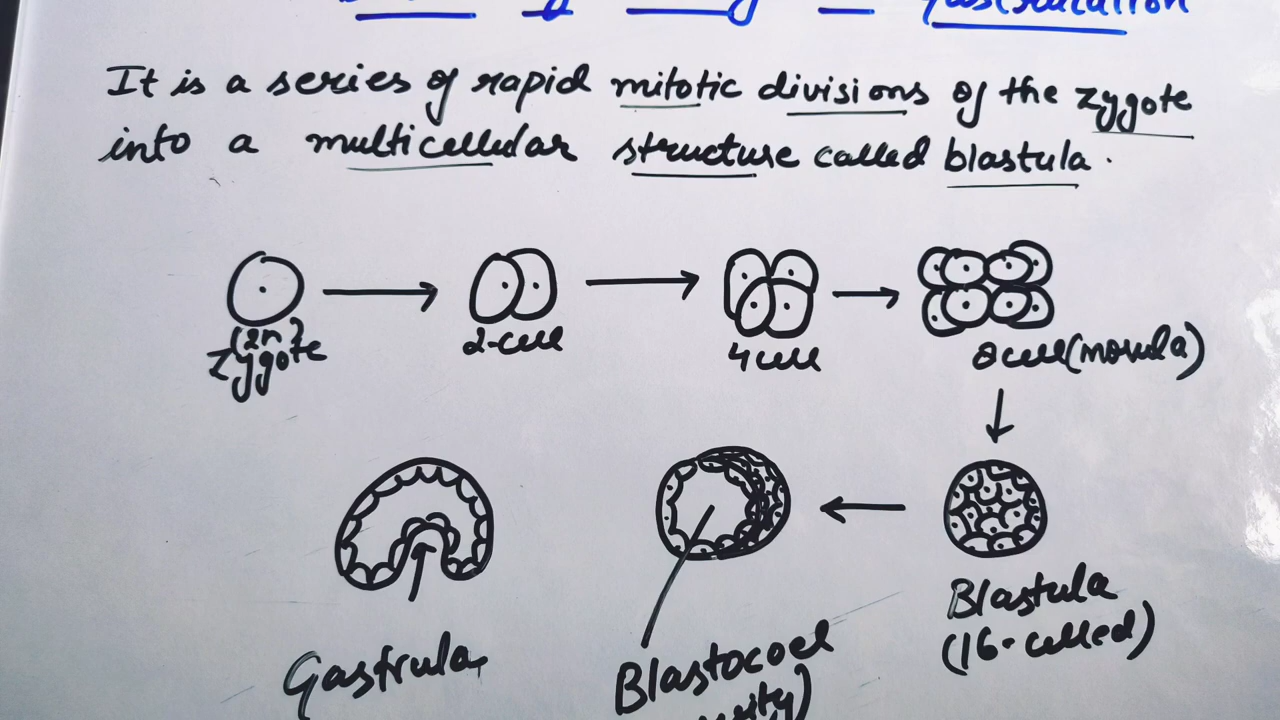 Gastrulation
It is a series of rapid mitotic divisions of the zygote
into a multicellular structure called blastula.
(2n)
Zygote
2-cell
4 cell
8 cell (morula)
Gastrula
Blastocoel
Blastula
(16-celled)